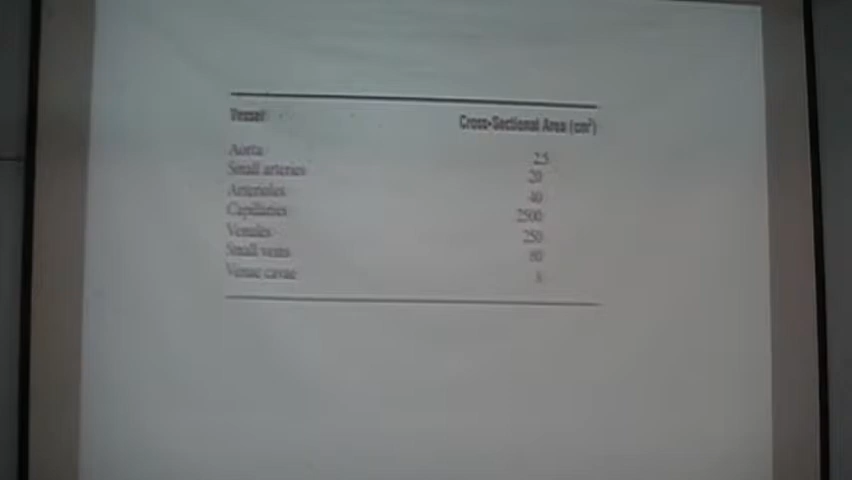 Vessel Cross-Sectional Area (cm²)
Aorta 2.5
Small arteries 20
Arterioles 40
Capillaries 2500
Venules 250
Small veins 80
Venae cavae 8